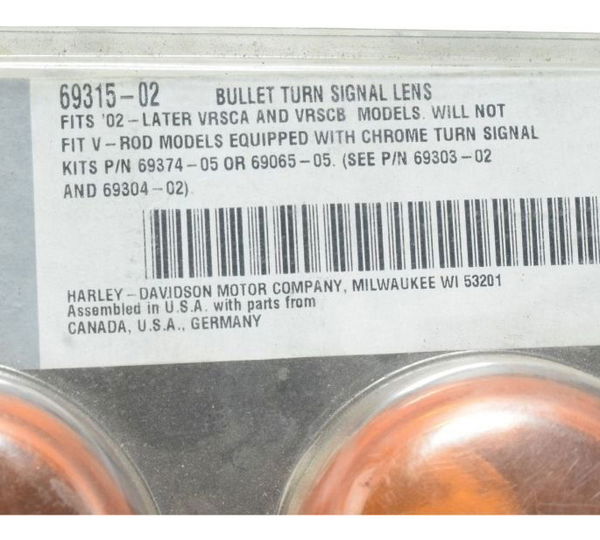 69315-02 BULLET TURN SIGNAL LENS
FITS '02-LATER VRSCA AND VRSCB MODELS. WILL NOT
FIT V-ROD MODELS EQUIPPED WITH CHROME TURN SIGNAL
KITS P/N 69374-05 OR 69065-05. (SEE P/N 69303-02
AND 69304-02).
HARLEY-DAVIDSON MOTOR COMPANY, MILWAUKEE WI 53201
Assembled in U.S.A. with parts from
CANADA, U.S.A., GERMANY